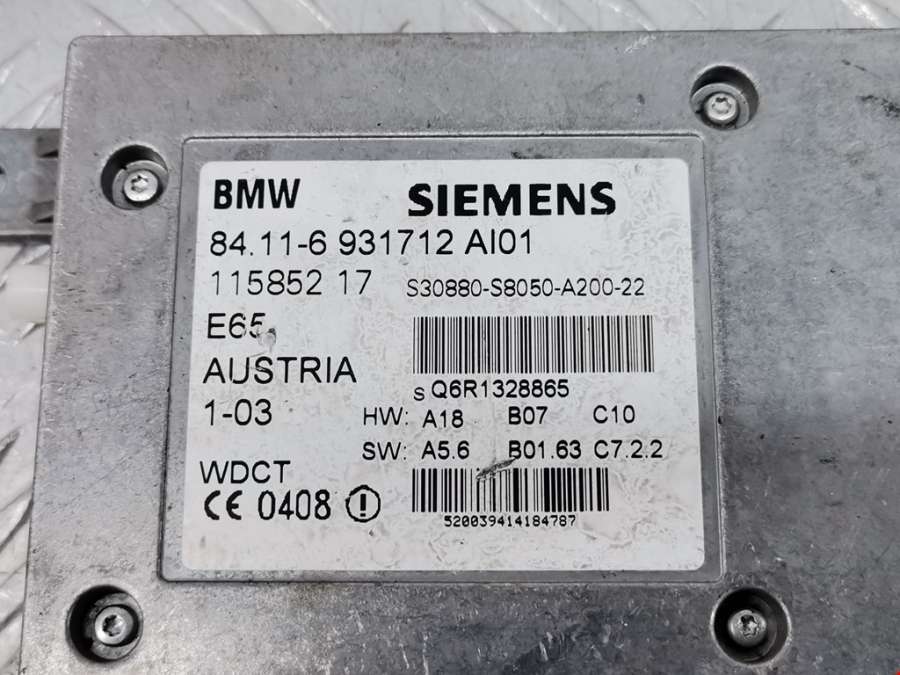 BMW SIEMENS
84.11-6 931712 AI01
115852 17 S30880-S8050-A200-22
E65
AUSTRIA
S Q6R1328865
1-03 HW: A18 B07 C10
SW: A5.6 B01.63 C7.2.2
WDCT
CE 0408
520039414184787